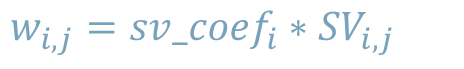 w_{i,j} = sv_coef_i * SV_{i,j}